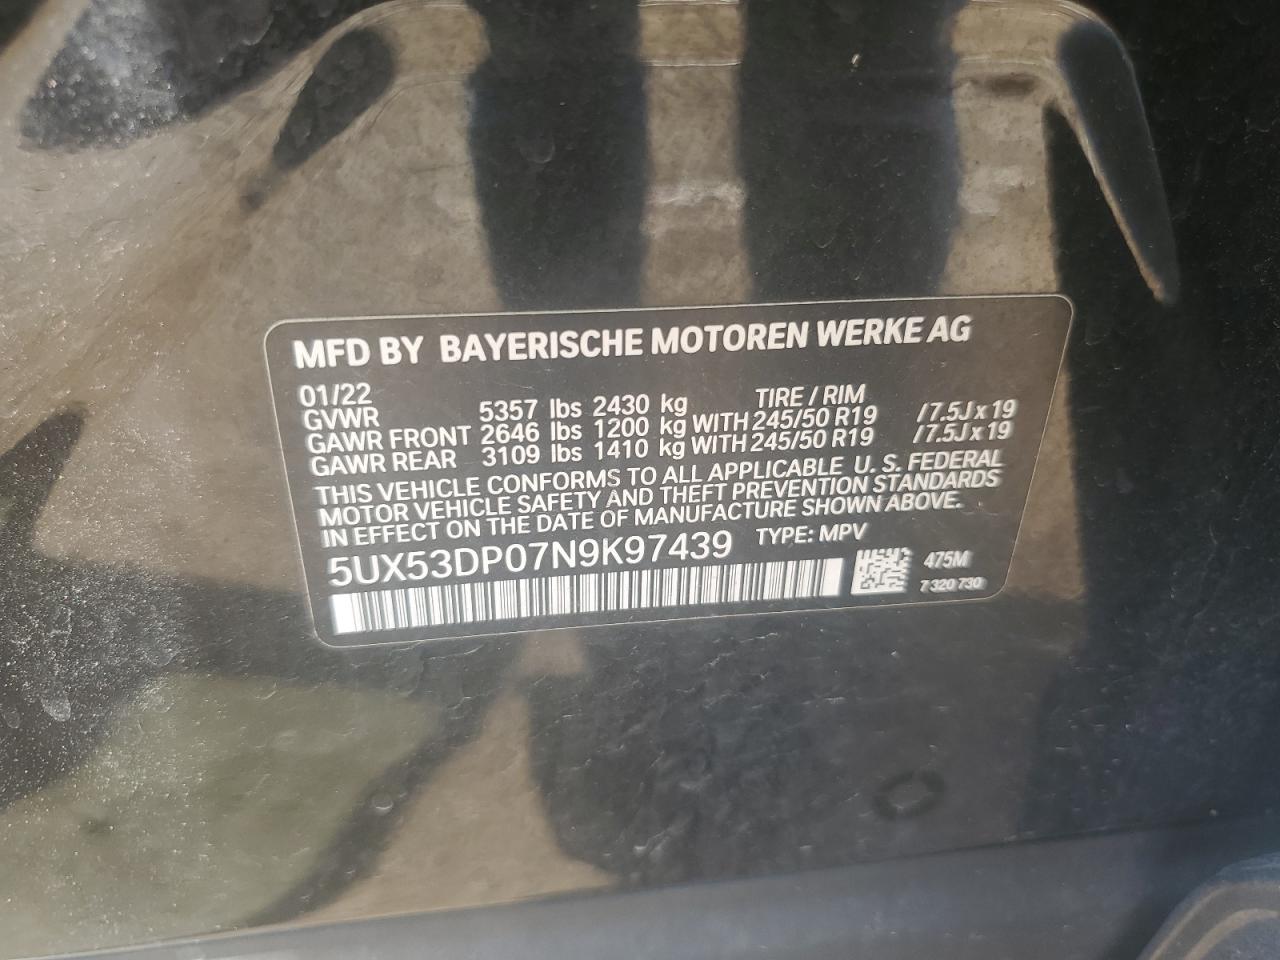 MFD BY BAYERISCHE MOTOREN WERKE AG
01/22 TIRE / RIM
GVWR 5357 lbs 2430 kg
GAWR FRONT 2646 lbs 1200 kg WITH 245/50 R19 /7.5J x 19
GAWR REAR 3109 lbs 1410 kg WITH 245/50 R19 /7.5J x 19
THIS VEHICLE CONFORMS TO ALL APPLICABLE U. S. FEDERAL
MOTOR VEHICLE SAFETY AND THEFT PREVENTION STANDARDS
IN EFFECT ON THE DATE OF MANUFACTURE SHOWN ABOVE.
5UX53DP07N9K97439 TYPE: MPV
475M
7 320 730